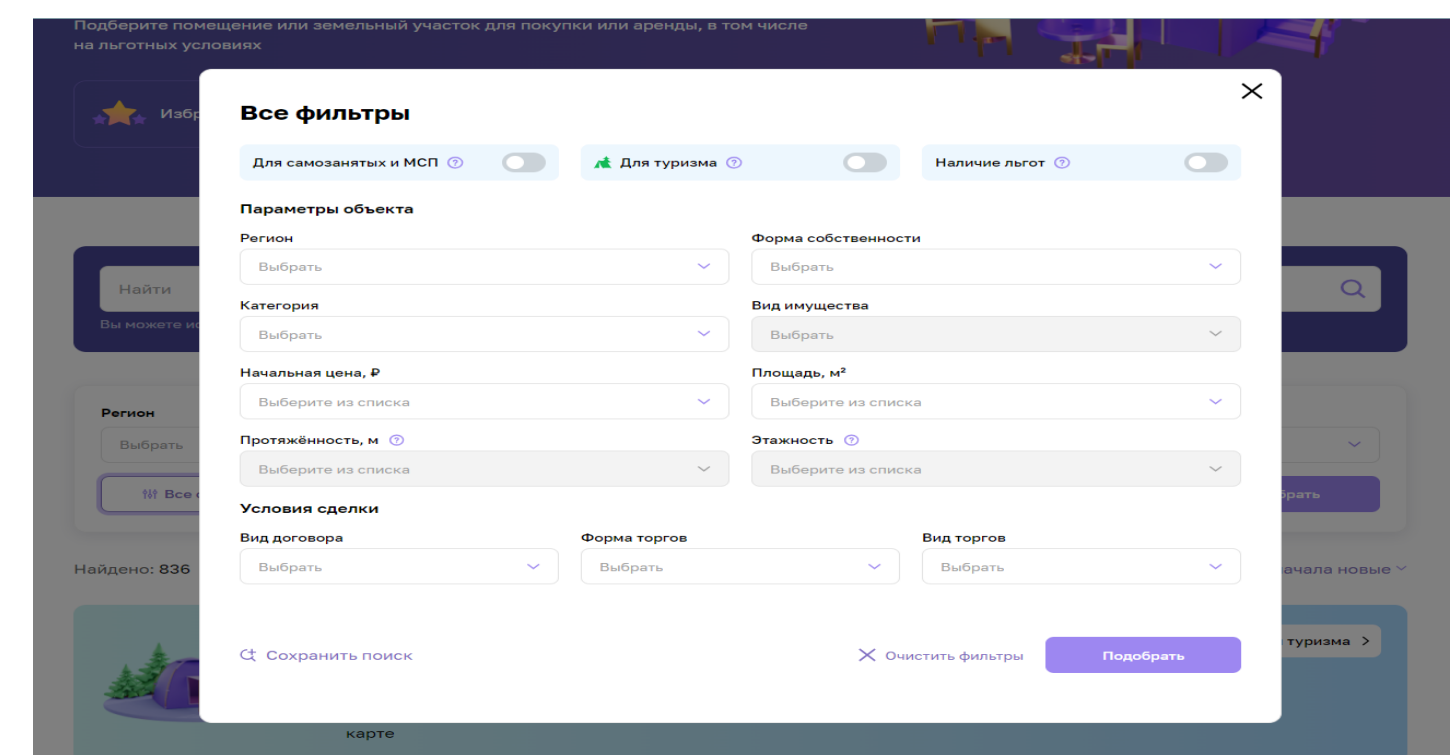 Подберите помещение или земельный участок для покупки или аренды, в том числе
на льготных условиях
Все фильтры
Для самозанятых и МСП
Для туризма
Наличие льгот
Параметры объекта
Регион
Форма собственности
Выбрать
Выбрать
Найти
Категория
Вид имущества
Вы можете
Выбрать
Выбрать
Начальная цена, ₽
Площадь, м²
Выберите из списка
Выберите из списка
Регион
Протяжённость, м
Этажность
Выбрать
Выберите из списка
Выберите из списка
Все
Условия сделки
Вид договора
Форма торгов
Вид торгов
Найдено: 836
Выбрать
Выбрать
Выбрать
новые
Сохранить поиск
Очистить фильтры
Подобрать
туризма
карте